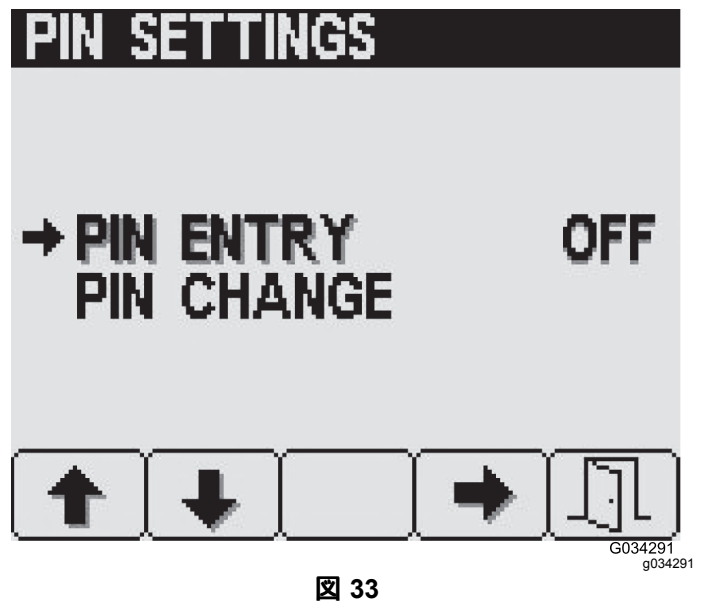 PIN SETTINGS
PIN ENTRY OFF
PIN CHANGE
G034291
g034291
図 33